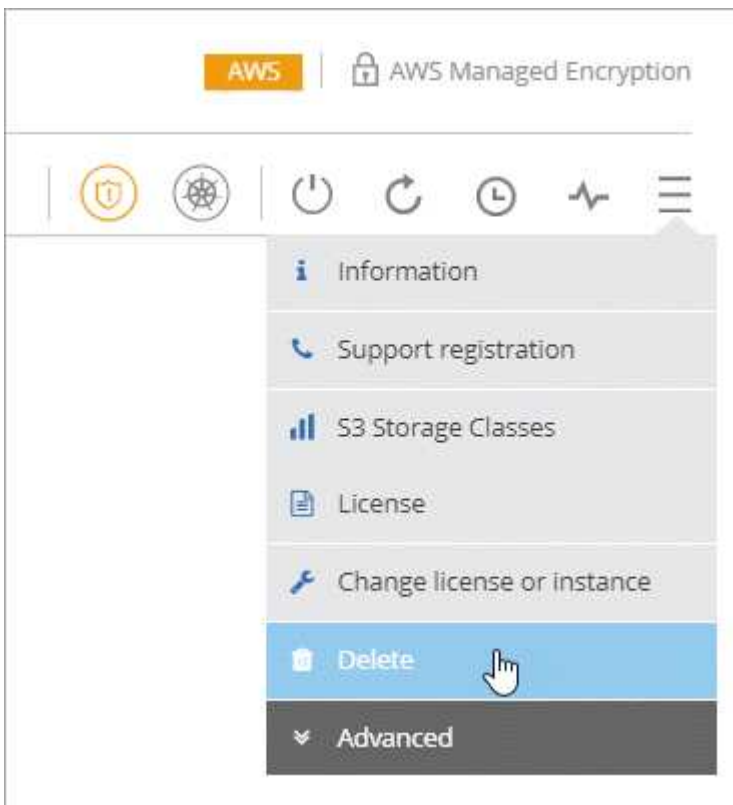 AWS
AWS Managed Encryption
Information
Support registration
S3 Storage Classes
License
Change license or instance
Delete
Advanced